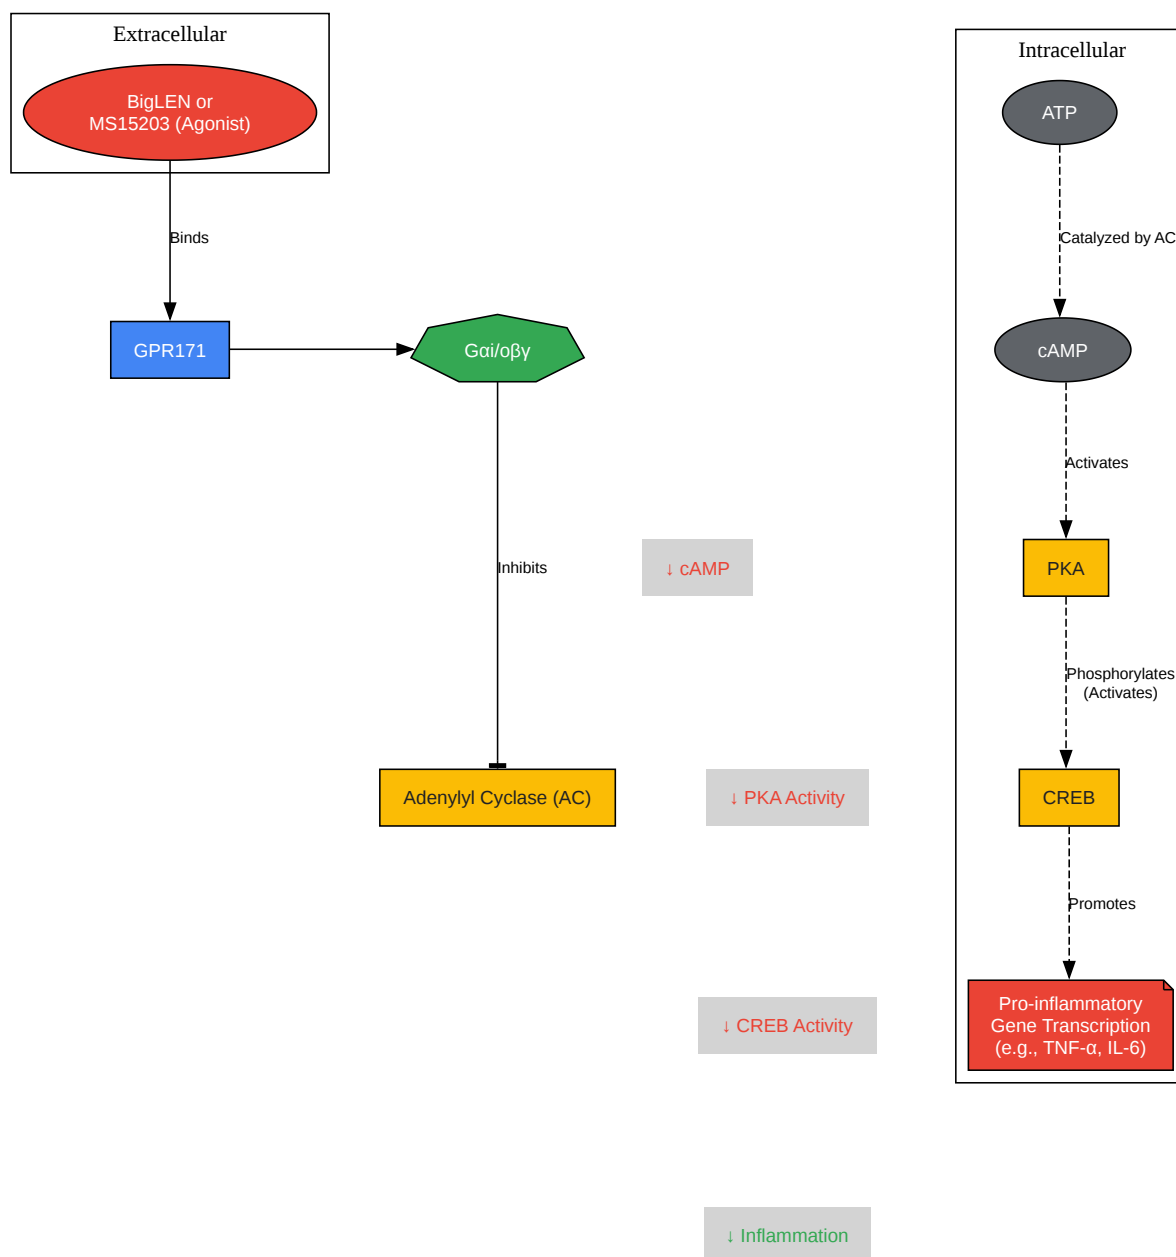 Extracellular
BigLEN or
MS15203 (Agonist)
Binds
GPR171
Gαi/oβγ
Inhibits
Adenylyl Cyclase (AC)
↓ cAMP
↓ PKA Activity
↓ CREB Activity
↓ Inflammation
Intracellular
ATP
Catalyzed by AC
cAMP
Activates
PKA
Phosphorylates
(Activates)
CREB
Promotes
Pro-inflammatory
Gene Transcription
(e.g., TNF-α, IL-6)